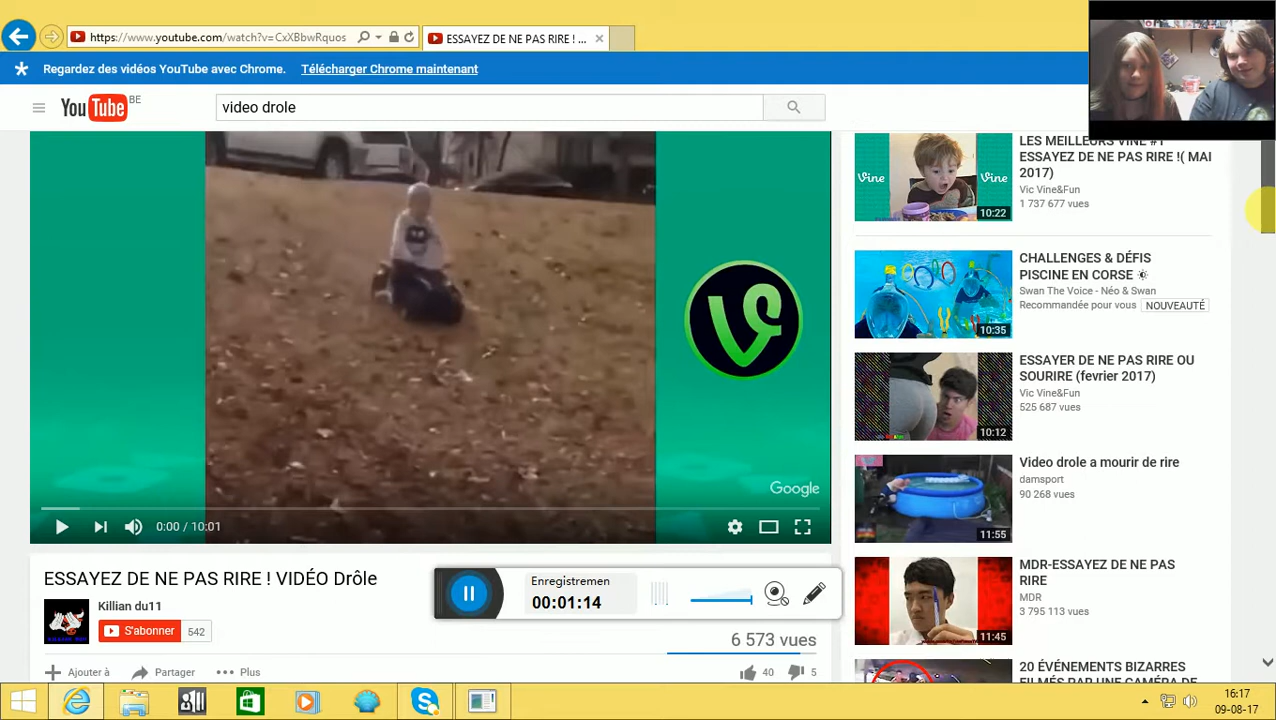 https://www.youtube.com/watch?v=CxXBbwRquos
ESSAYEZ DE NE PAS RIRE ! ...
Regardez des vidéos YouTube avec Chrome. Télécharger Chrome maintenant
YouTube BE
video drole
Google
0:00 / 10:01
ESSAYEZ DE NE PAS RIRE ! VIDÉO Drôle
Killian du11
S'abonner 542
6 573 vues
Ajouter à Partager Plus
40 5
Enregistremen
00:01:14
LES MEILLEURS VINE #1
ESSAYEZ DE NE PAS RIRE !( MAI
2017)
Vic Vine&Fun
1 737 677 vues
Vine Vine
10:22
CHALLENGES & DÉFIS
PISCINE EN CORSE
Swan The Voice - Néo & Swan
Recommandée pour vous NOUVEAUTÉ
10:35
ESSAYER DE NE PAS RIRE OU
SOURIRE (fevrier 2017)
Vic Vine&Fun
525 687 vues
10:12
Video drole a mourir de rire
damsport
90 268 vues
11:55
MDR-ESSAYEZ DE NE PAS
RIRE
MDR
3 795 113 vues
11:45
20 ÉVÉNEMENTS BIZARRES
FILMÉS PAR UNE CAMÉRA DE
16:17
09-08-17